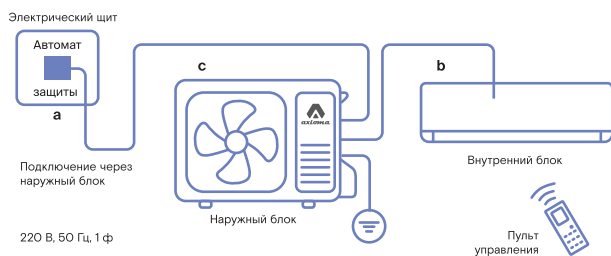 Электрический щит
Автомат
защиты
a
c
b
axioma
Подключение через
наружный блок
Внутренний блок
Наружный блок
220 В, 50 Гц, 1 ф
Пульт
управления